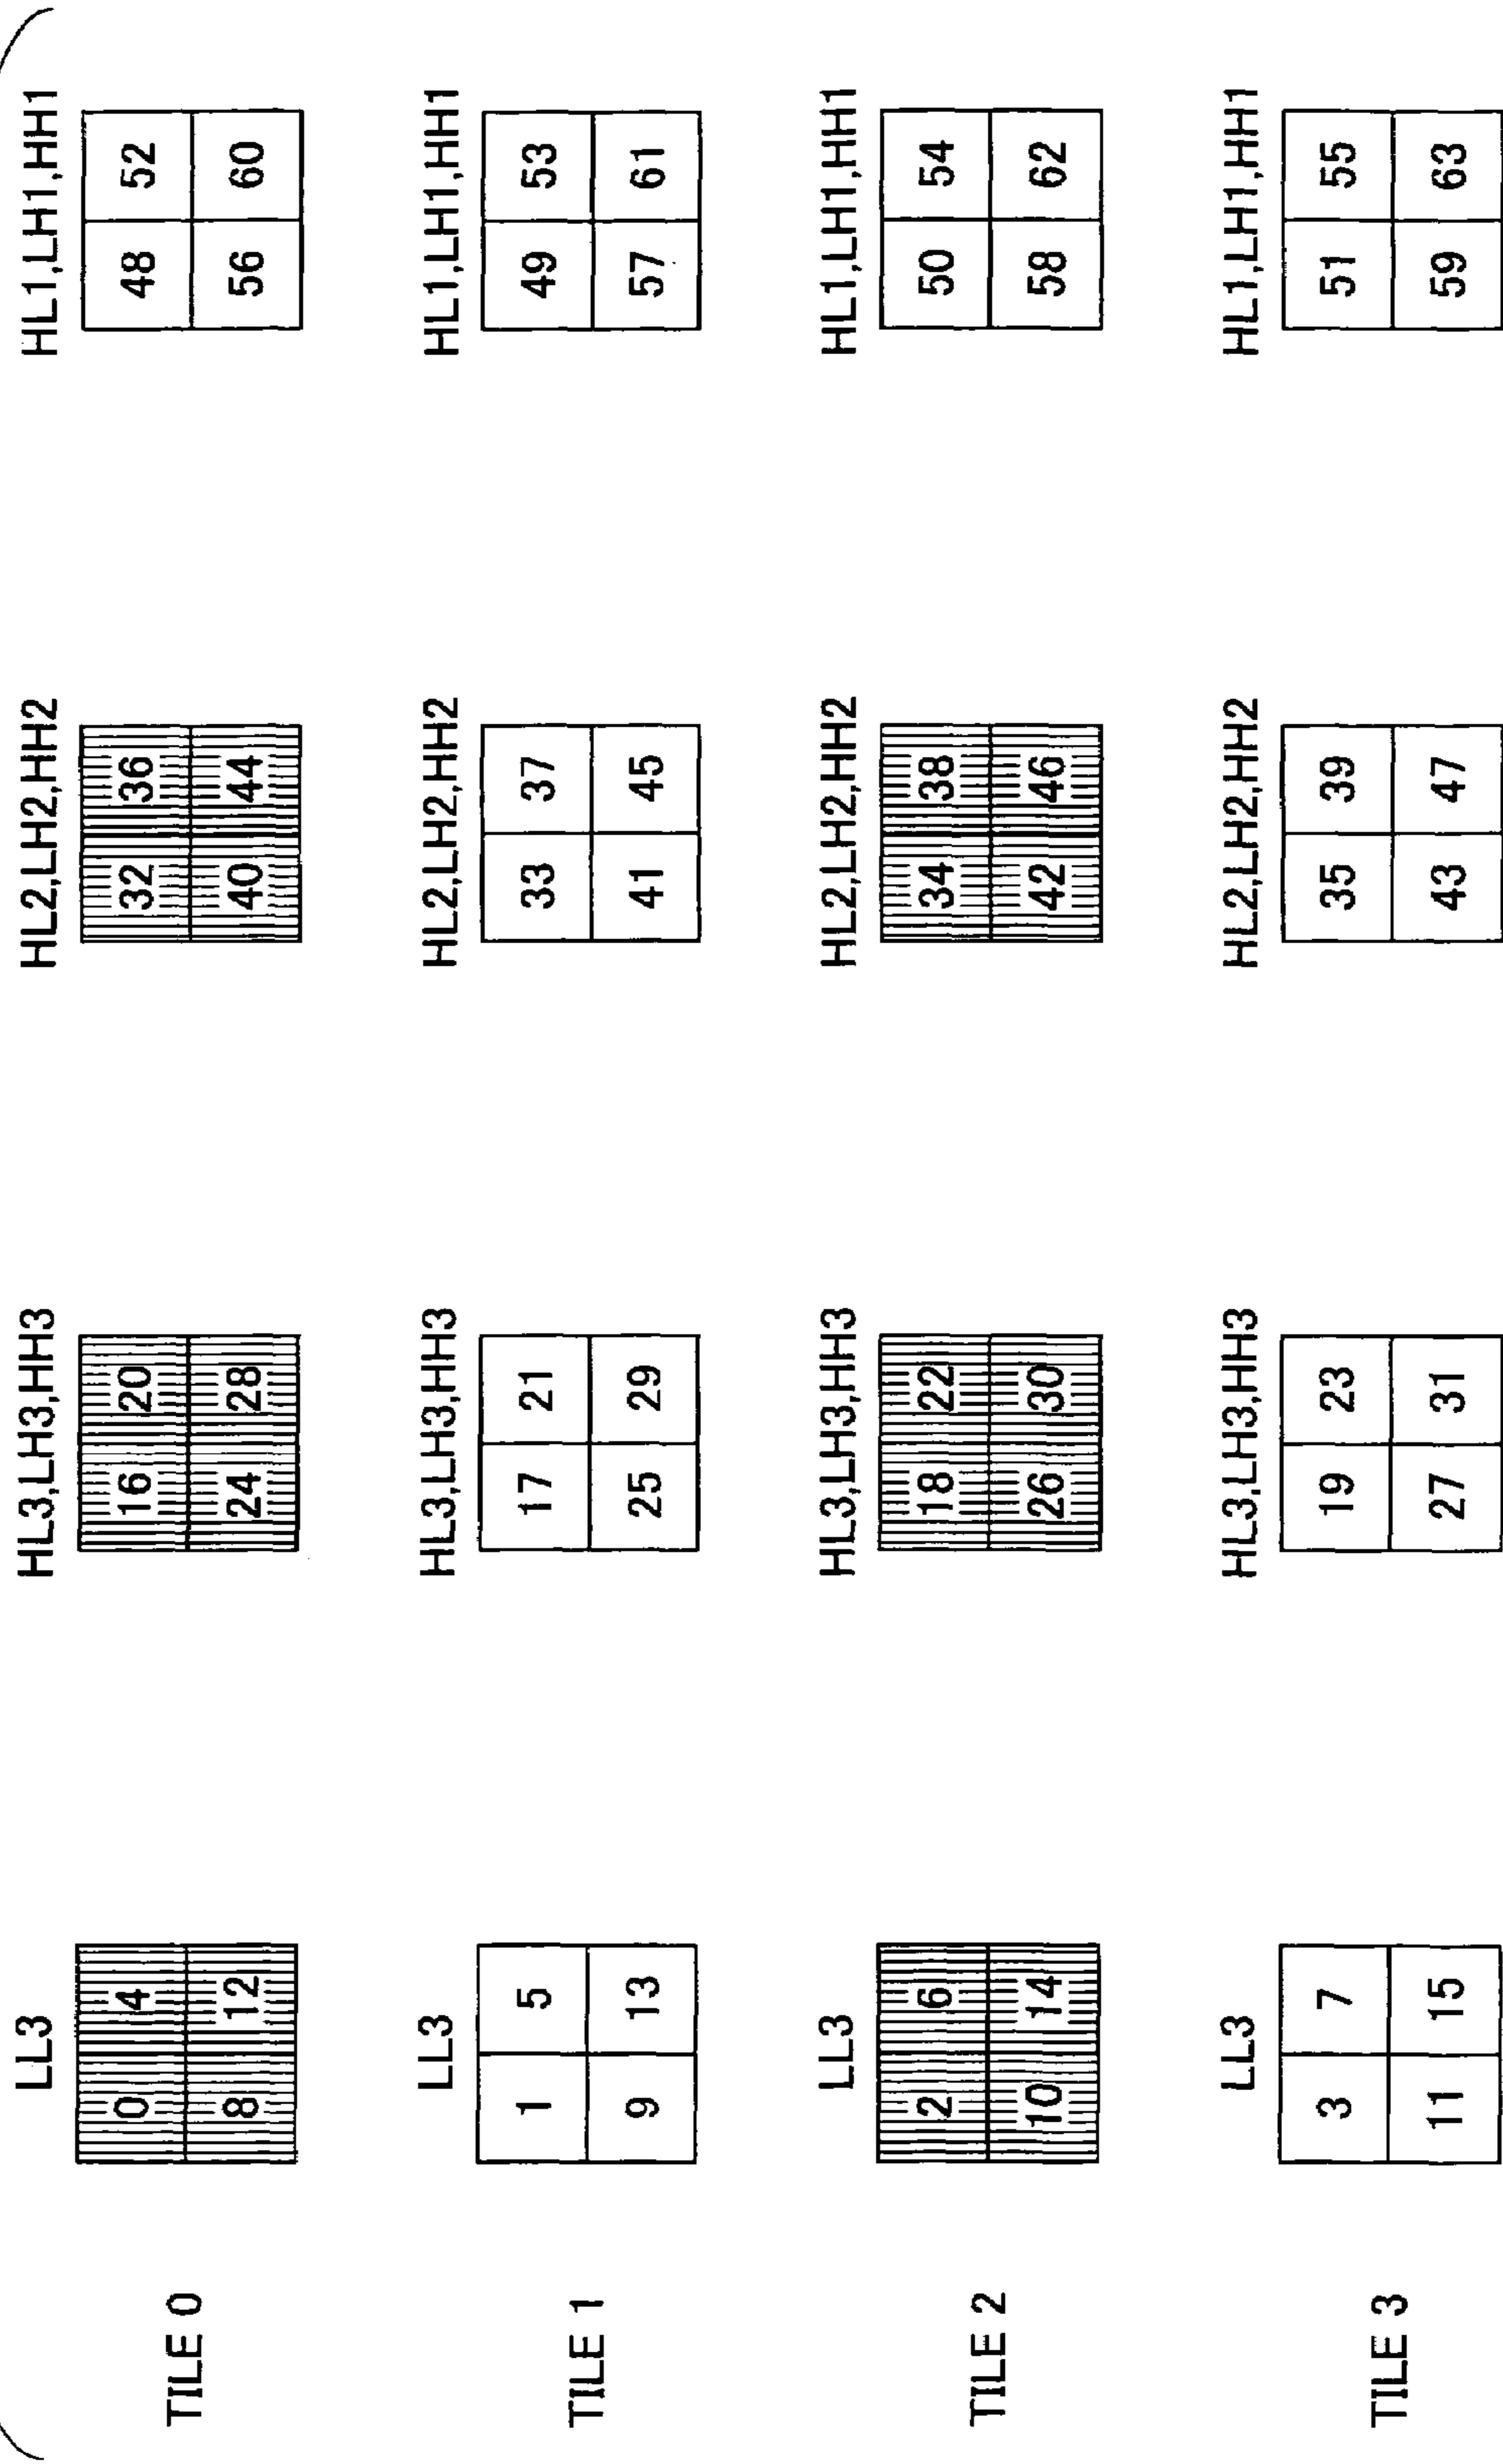 LL3 HL3,LH3,HH3 HL2,LH2,HH2 HL1,LH1,HH1
0 4 16 20 32 36 48 52
TILE 0
8 12 24 28 40 44 56 60
LL3 HL3,LH3,HH3 HL2,LH2,HH2 HL1,LH1,HH1
1 5 17 21 33 37 49 53
TILE 1
9 13 25 29 41 45 57 61
LL3 HL3,LH3,HH3 HL2,LH2,HH2 HL1,LH1,HH1
2 6 18 22 34 38 50 54
TILE 2
10 14 26 30 42 46 58 62
LL3 HL3,LH3,HH3 HL2,LH2,HH2 HL1,LH1,HH1
3 7 19 23 35 39 51 55
TILE 3
11 15 27 31 43 47 59 63